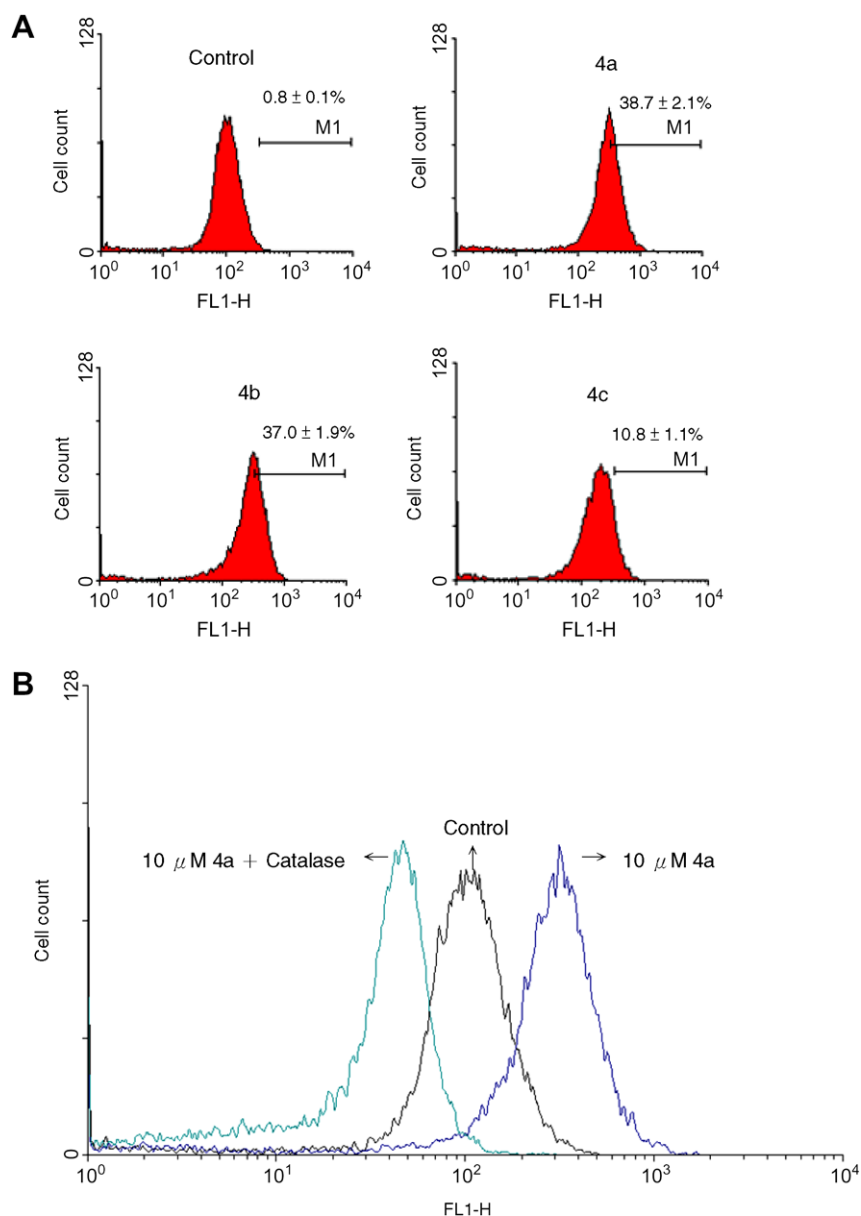 A
128
Control
0.8 ± 0.1%
M1
Cell count
0
10⁰ 10¹ 10² 10³ 10⁴
FL1-H
128
4a
38.7 ± 2.1%
M1
Cell count
0
10⁰ 10¹ 10² 10³ 10⁴
FL1-H
128
4b
37.0 ± 1.9%
M1
Cell count
0
10⁰ 10¹ 10² 10³ 10⁴
FL1-H
128
4c
10.8 ± 1.1%
M1
Cell count
0
10⁰ 10¹ 10² 10³ 10⁴
FL1-H
B
128
Control
10 μM 4a + Catalase
10 μM 4a
Cell count
0
10⁰ 10¹ 10² 10³ 10⁴
FL1-H